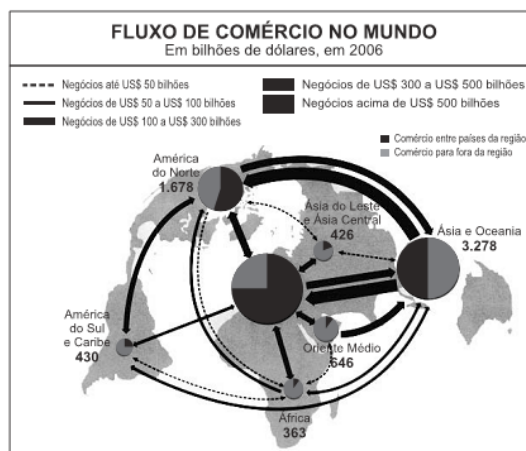 FLUXO DE COMÉRCIO NO MUNDO
Em bilhões de dólares, em 2006
Negócios até US$ 50 bilhões
Negócios de US$ 50 a US$ 100 bilhões
Negócios de US$ 100 a US$ 300 bilhões
Negócios de US$ 300 a US$ 500 bilhões
Negócios acima de US$ 500 bilhões
Comércio entre países da região
Comércio para fora da região
América
do Norte
1.678
Ásia do Leste
e Ásia Central
426
Ásia e Oceania
3.278
América
do Sul
e Caribe
430
Oriente Médio
646
África
363